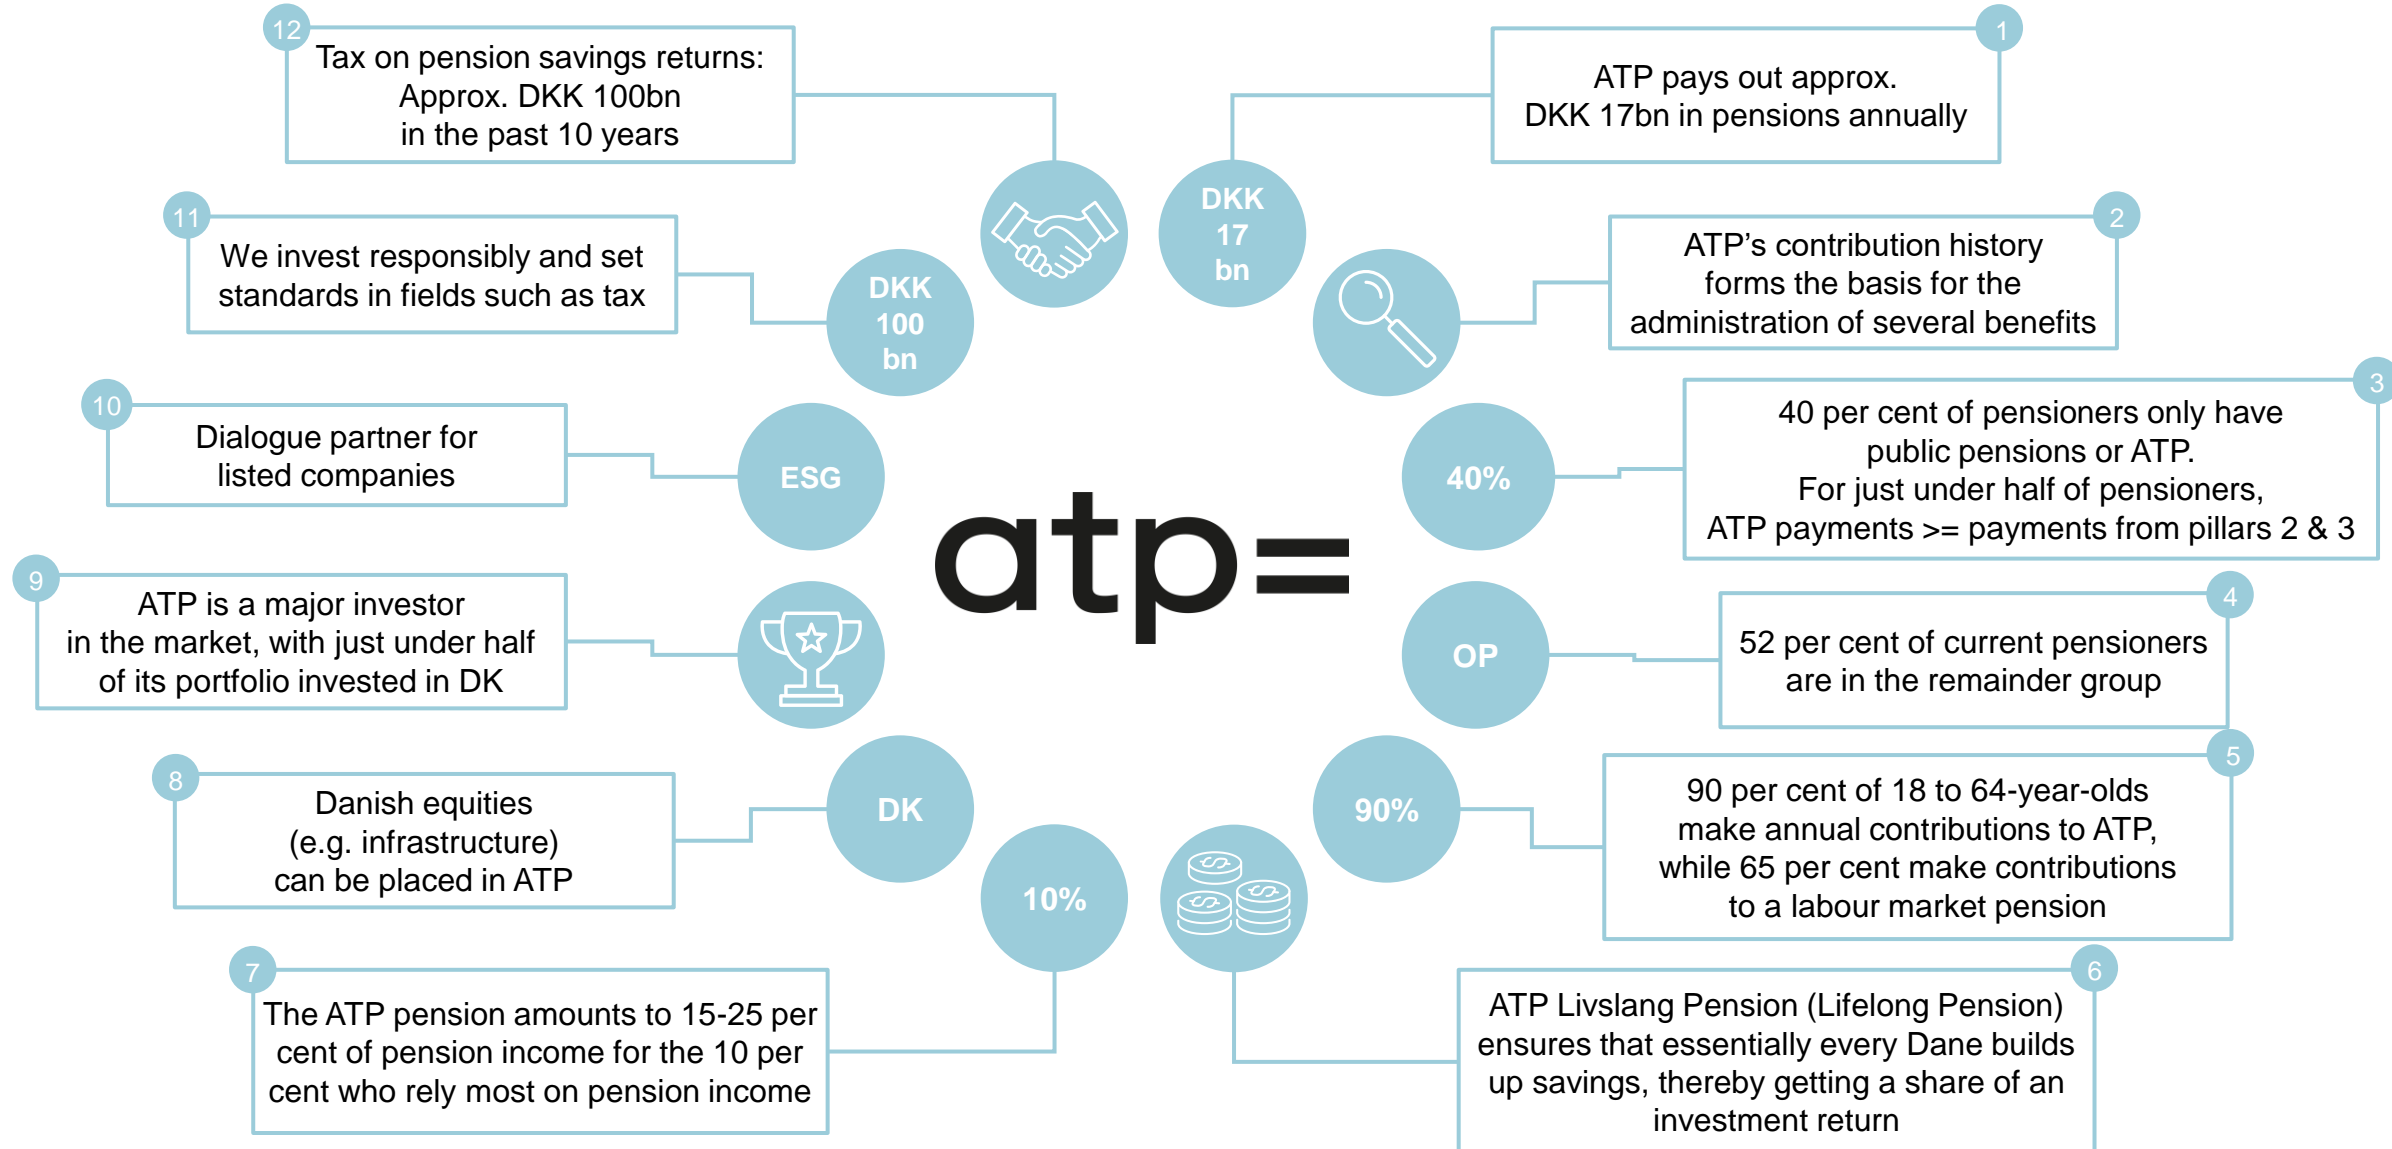 1
ATP pays out approx.
DKK 17bn in pensions annually
DKK
17
bn
2
ATP’s contribution history
forms the basis for the
administration of several benefits
3
40 per cent of pensioners only have
public pensions or ATP.
For just under half of pensioners,
ATP payments >= payments from pillars 2 & 3
40%
4
52 per cent of current pensioners
are in the remainder group
OP
5
90 per cent of 18 to 64-year-olds
make annual contributions to ATP,
while 65 per cent make contributions
to a labour market pension
90%
6
ATP Livslang Pension (Lifelong Pension)
ensures that essentially every Dane builds
up savings, thereby getting a share of an
investment return
7
The ATP pension amounts to 15-25 per
cent of pension income for the 10 per
cent who rely most on pension income
10%
8
Danish equities
(e.g. infrastructure)
can be placed in ATP
DK
9
ATP is a major investor
in the market, with just under half
of its portfolio invested in DK
10
Dialogue partner for
listed companies
ESG
11
We invest responsibly and set
standards in fields such as tax
DKK
100
bn
12
Tax on pension savings returns:
Approx. DKK 100bn
in the past 10 years
atp=